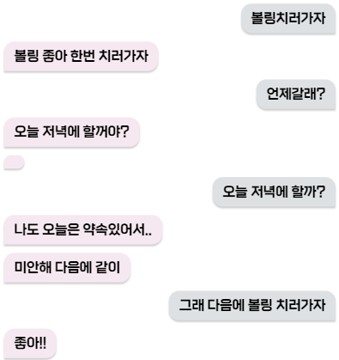 볼링치러가자
볼링 좋아 한번 치러가자
언제갈래?
오늘 저녁에 할꺼야?
오늘 저녁에 할까?
나도 오늘은 약속있어서..
미안해 다음에 같이
그래 다음에 볼링 치러가자
좋아!!